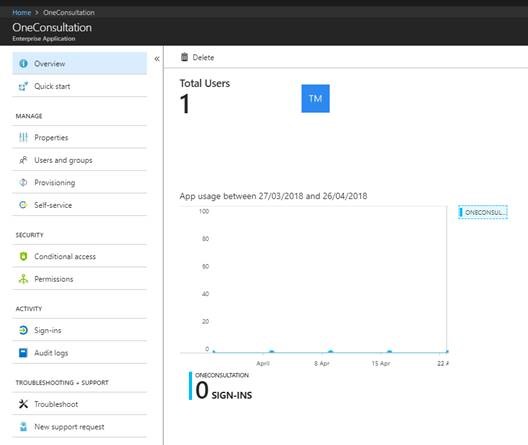 Home > OneConsultation
OneConsultation
Enterprise Application
«
Overview
Quick start
MANAGE
Properties
Users and groups
Provisioning
Self-service
SECURITY
Conditional access
Permissions
ACTIVITY
Sign-ins
Audit logs
TROUBLESHOOTING + SUPPORT
Troubleshoot
New support request
Delete
Total Users
1
TM
App usage between 27/03/2018 and 26/04/2018
100
80
60
40
20
0
April 8 Apr 15 Apr 22 A
ONECONSUL...
ONECONSULTATION
0 SIGN-INS